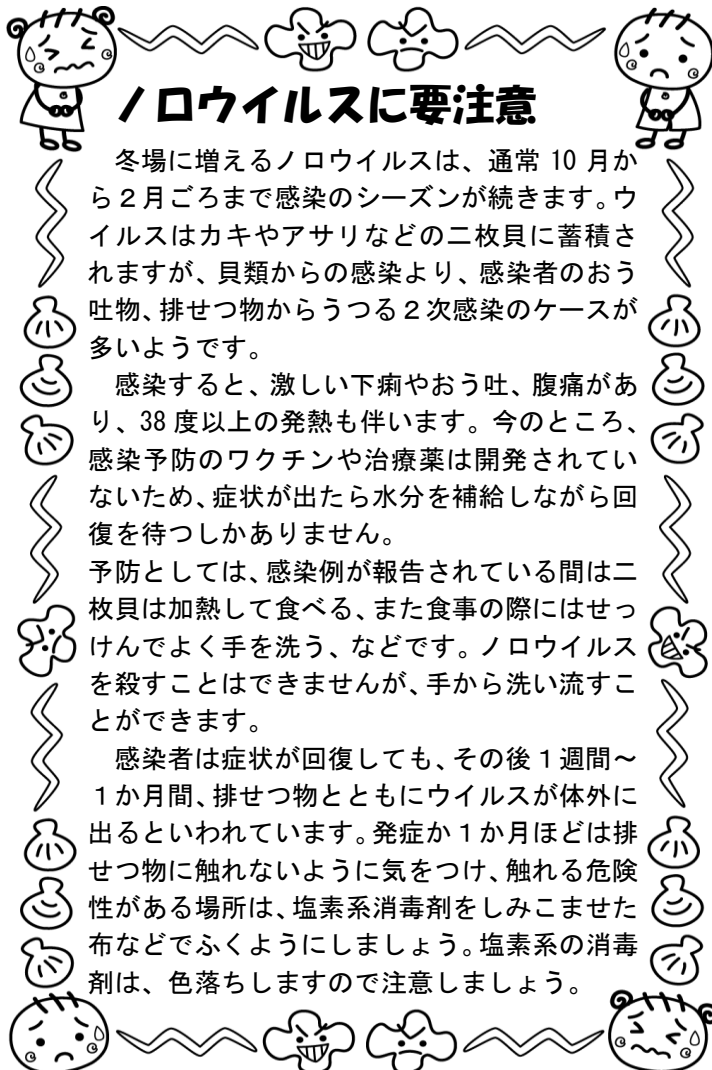 ノロウイルスに要注意
　冬場に増えるノロウイルスは、通常 10 月か
ら２月ごろまで感染のシーズンが続きます。ウ
イルスはカキやアサリなどの二枚貝に蓄積さ
れますが、貝類からの感染より、感染者のおう
吐物、排せつ物からうつる２次感染のケースが
多いようです。
　感染すると、激しい下痢やおう吐、腹痛があ
り、38 度以上の発熱も伴います。今のところ、
感染予防のワクチンや治療薬は開発されてい
ないため、症状が出たら水分を補給しながら回
復を待つしかありません。
予防としては、感染例が報告されている間は二
枚貝は加熱して食べる、また食事の際にはせっ
けんでよく手を洗う、などです。ノロウイルス
を殺すことはできませんが、手から洗い流すこ
とができます。
　感染者は症状が回復しても、その後１週間～
１か月間、排せつ物とともにウイルスが体外に
出るといわれています。発症か１か月ほどは排
せつ物に触れないように気をつけ、触れる危険
性がある場所は、塩素系消毒剤をしみこませた
布などでふくようにしましょう。塩素系の消毒
剤は、色落ちしますので注意しましょう。